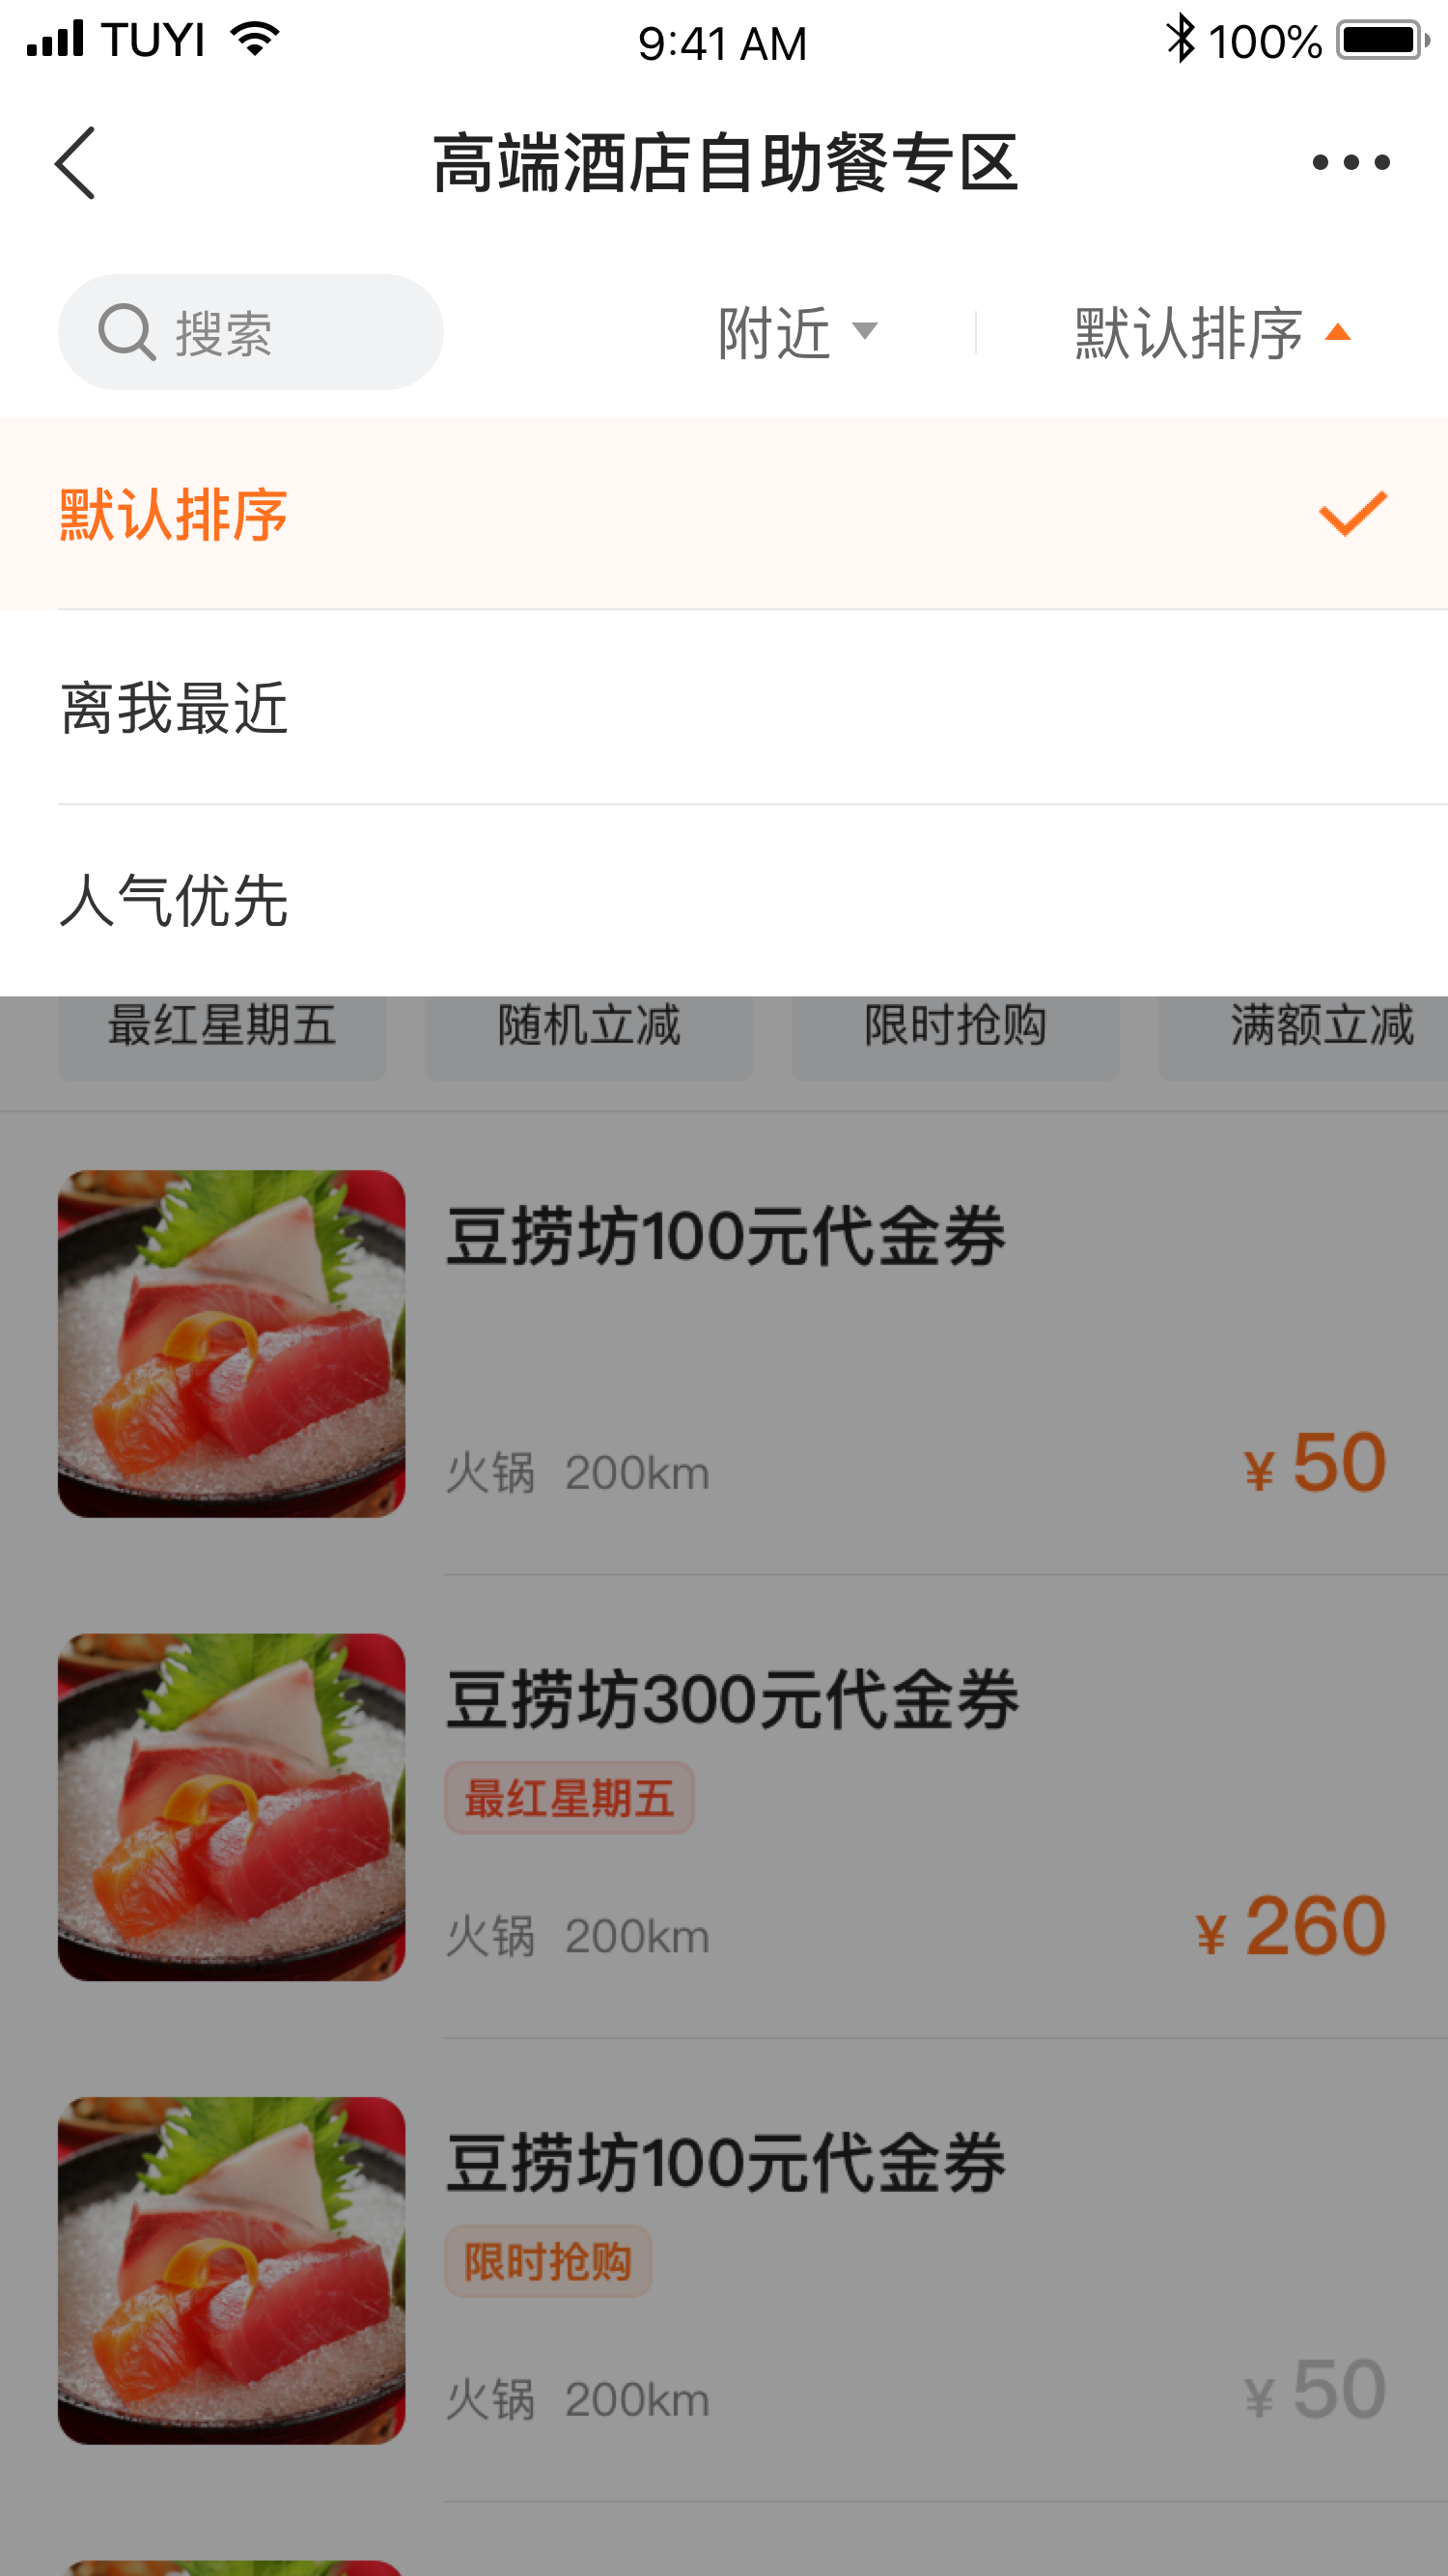 TUYI 9:41 AM 100%
高端酒店自助餐专区
搜索 附近 默认排序
默认排序
离我最近
人气优先
最红星期五 随机立减 限时抢购 满额立减
豆捞坊100元代金券
火锅 200km ¥ 50
豆捞坊300元代金券
最红星期五
火锅 200km ¥ 260
豆捞坊100元代金券
限时抢购
火锅 200km ¥ 50